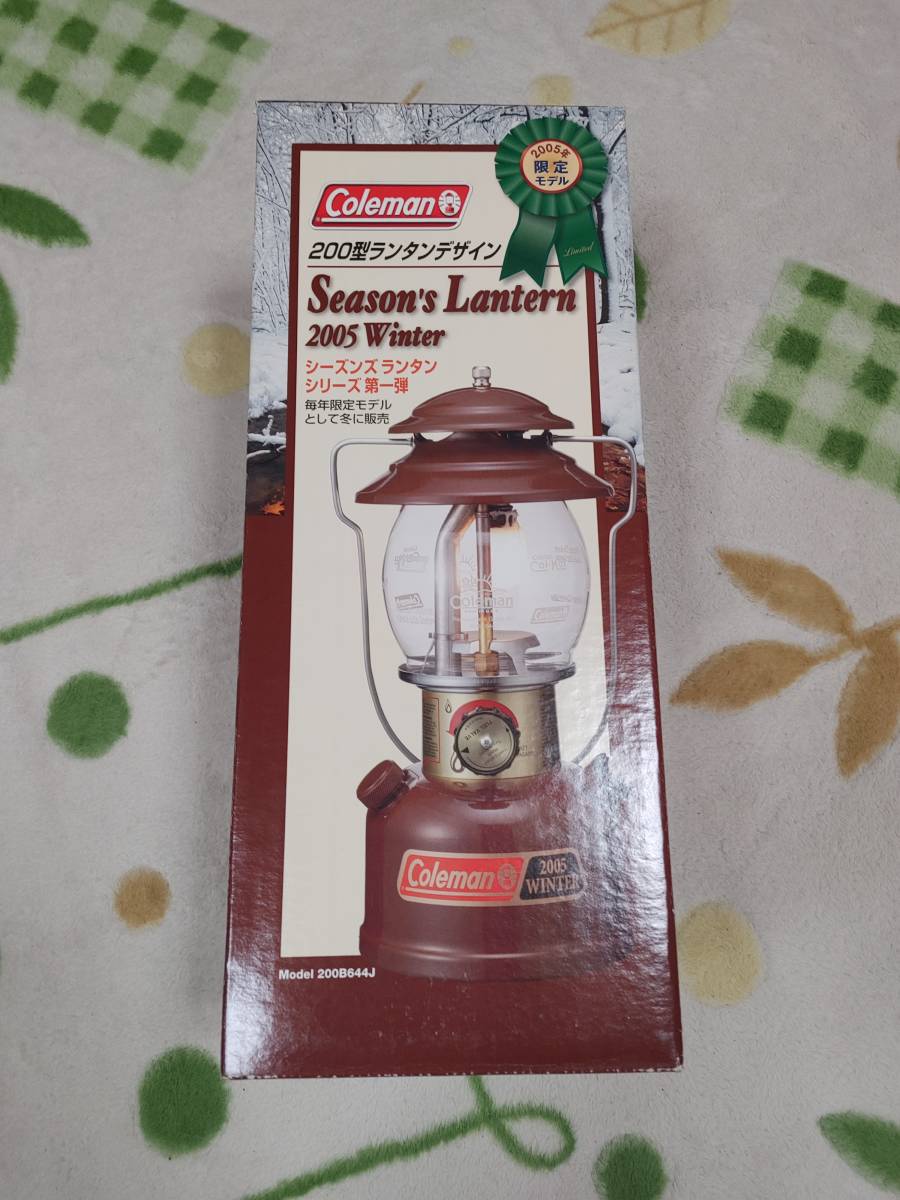 2005年
限定
モデル
Limited
Coleman
200型ランタンデザイン
Season's Lantern
2005 Winter
シーズンズ ランタン
シリーズ 第一弾
毎年限定モデル
として冬に販売
Coleman
Coleman
FUEL VALVE
Coleman
2005
WINTER
Model 200B644J